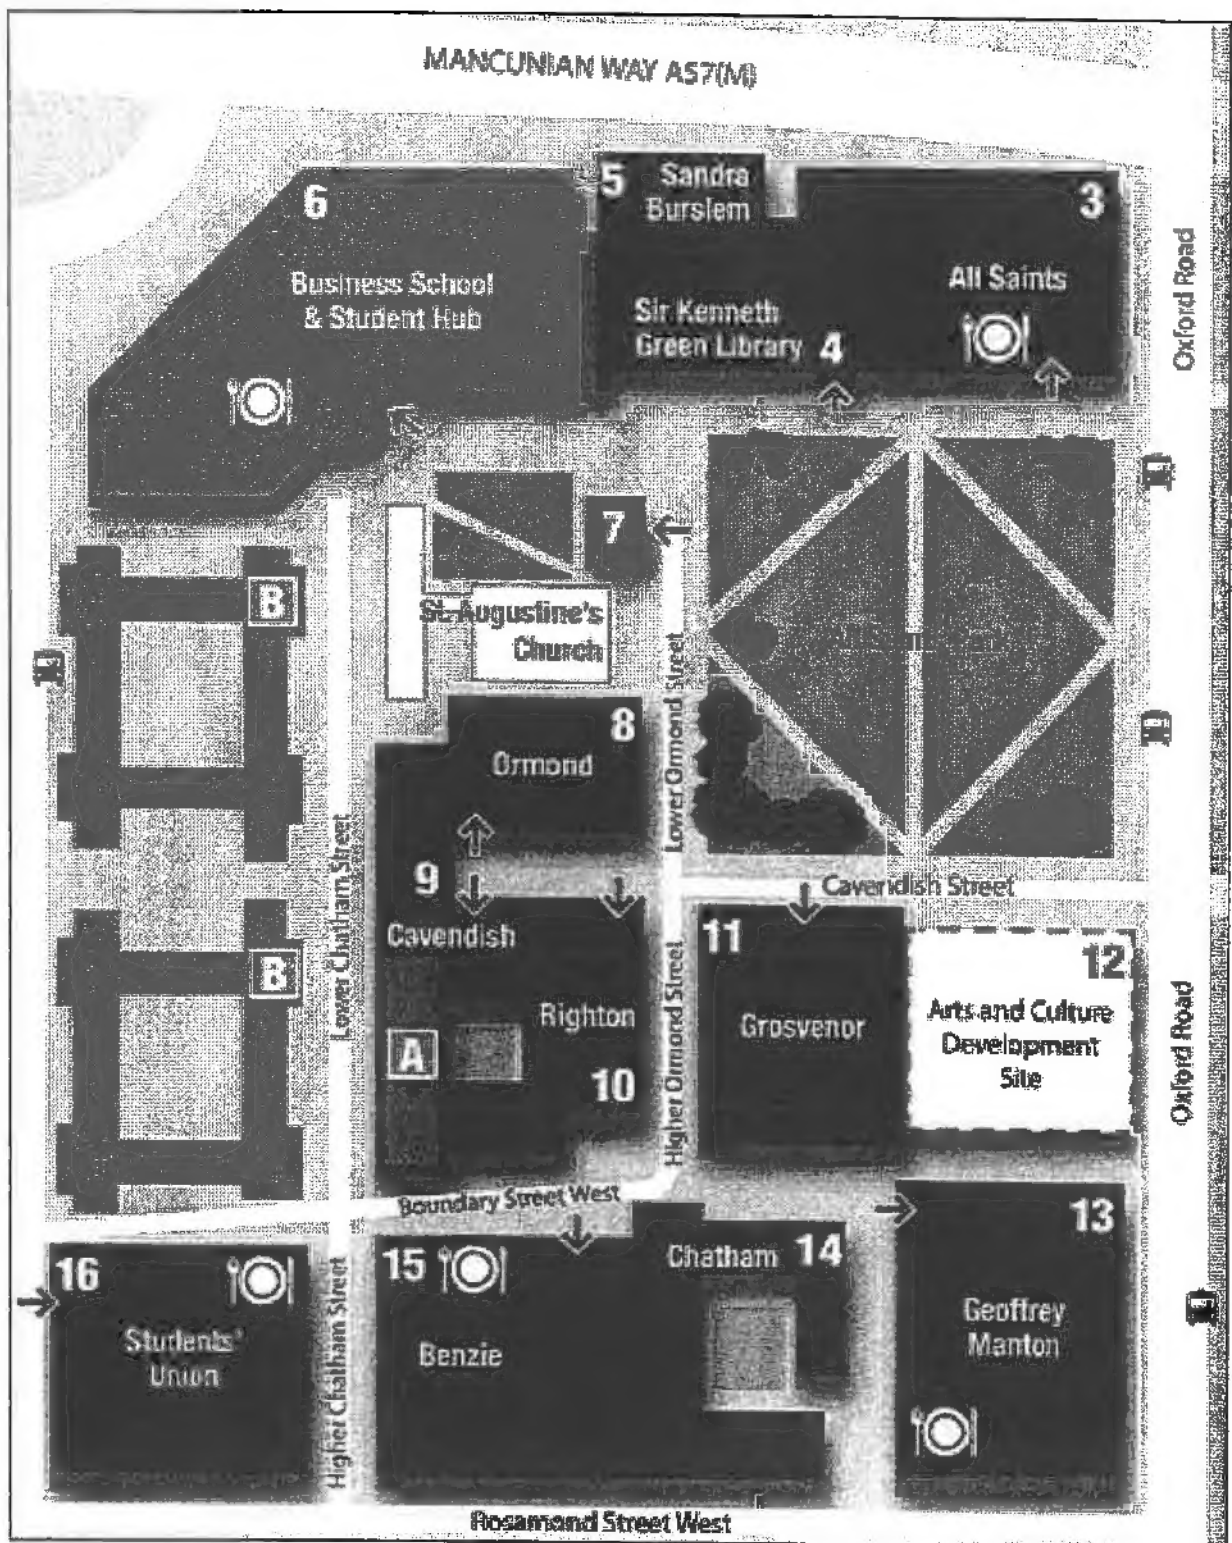 MANCUNIAN WAY A57(M)
6
Business School
& Student Hub
5
Sandra
Burslem
3
All Saints
Sir Kenneth
Green Library
4
Oxford Road
7
B
St Augustine's
Church
8
Ormond
Lower Ormond Street
Lower Chatham Street
9
Cavendish
Cavendish Street
B
A
Righton
10
Higher Ormond Street
11
Grosvenor
12
Arts and Culture
Development
Site
Oxford Road
Boundary Street West
13
Geoffrey
Manton
Chatham
14
15
Benzie
16
Students'
Union
Higher Chatham Street
Rosamond Street West